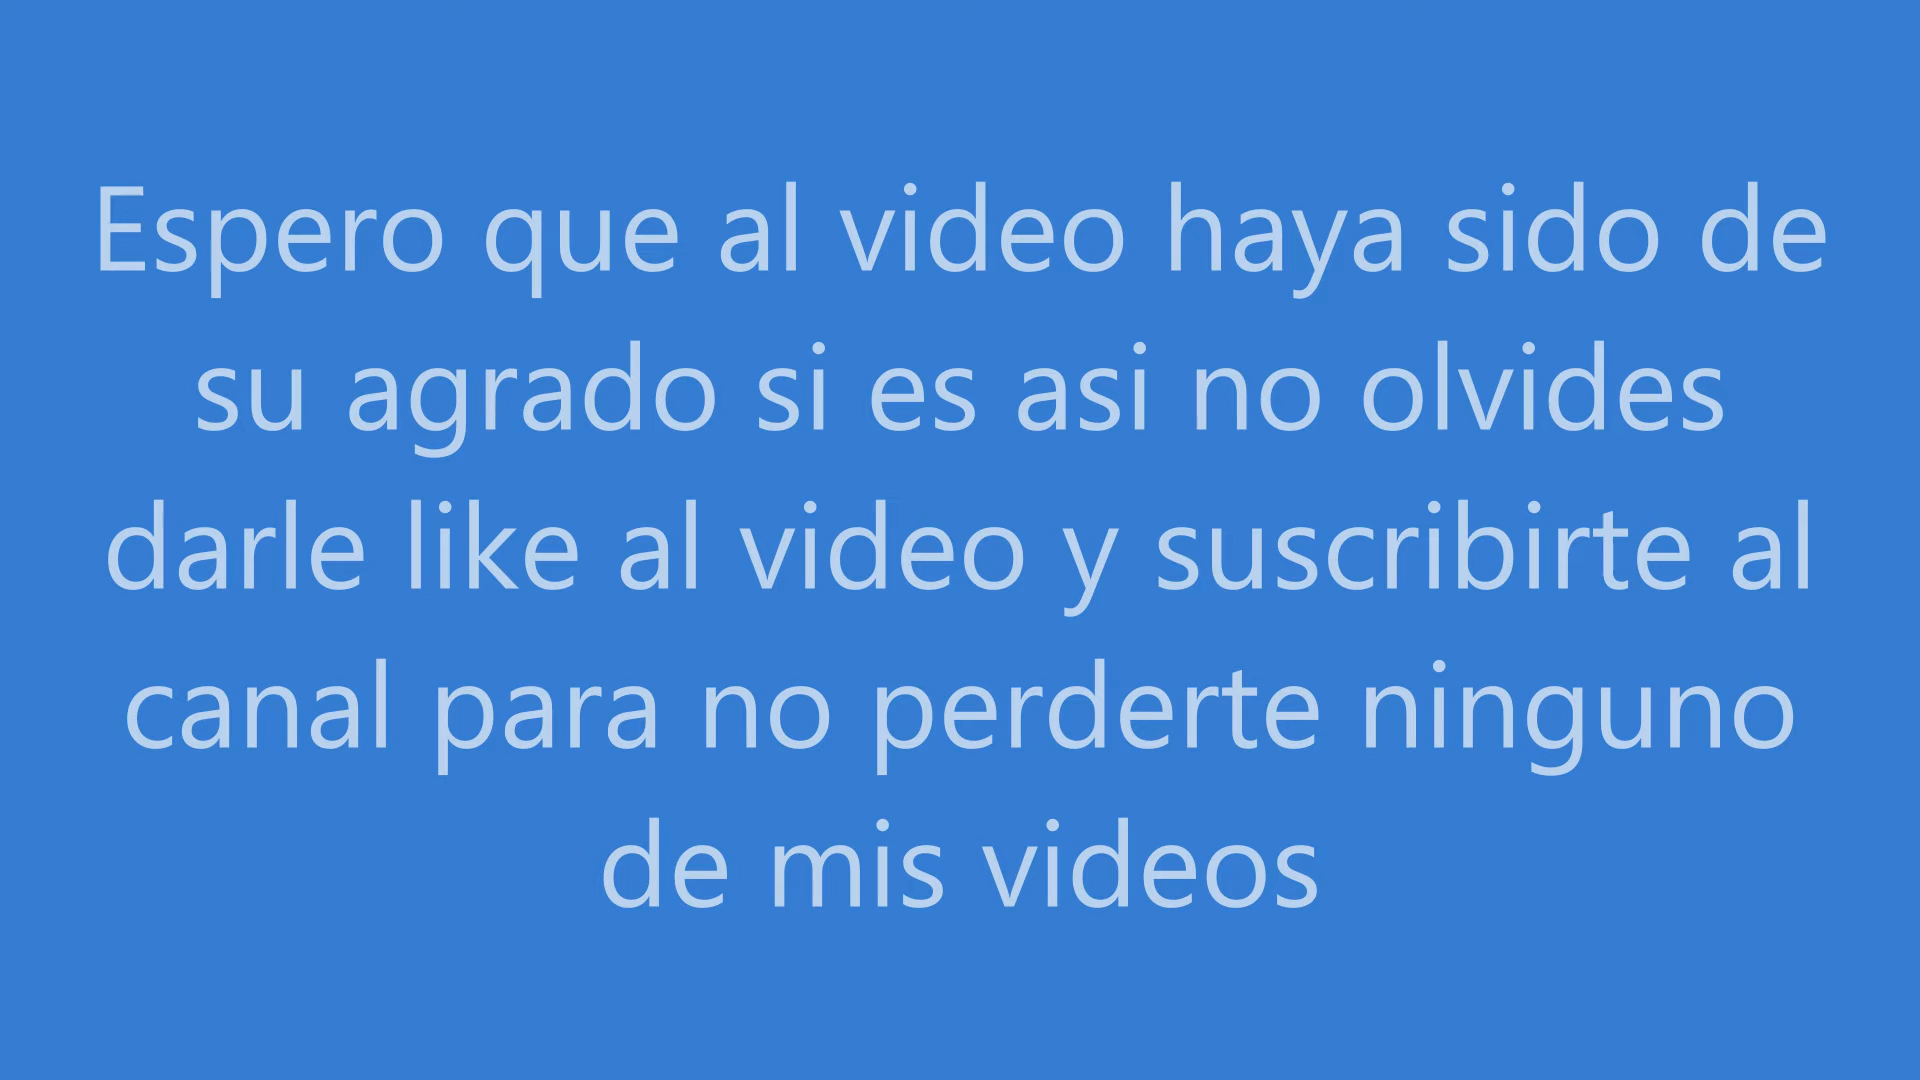 Espero que al video haya sido de
su agrado si es asi no olvides
darle like al video y suscribirte al
canal para no perderte ninguno
de mis videos